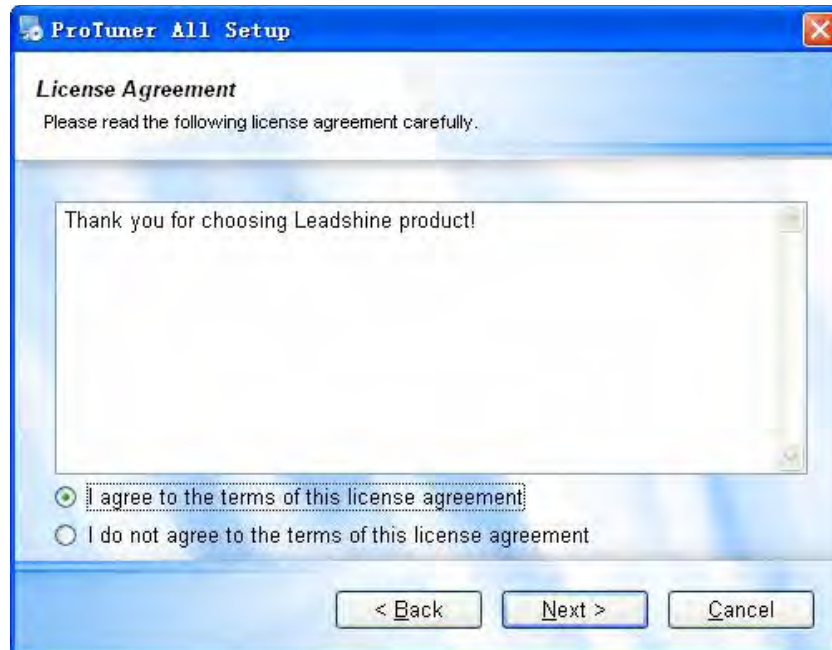 ProTuner All Setup
License Agreement
Please read the following license agreement carefully.
Thank you for choosing Leadshine product!
I agree to the terms of this license agreement
I do not agree to the terms of this license agreement
< Back
Next >
Cancel